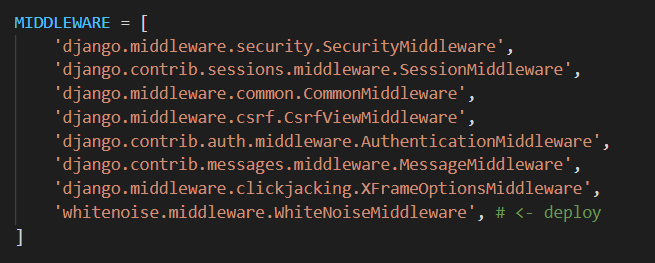 MIDDLEWARE = [
    'django.middleware.security.SecurityMiddleware',
    'django.contrib.sessions.middleware.SessionMiddleware',
    'django.middleware.common.CommonMiddleware',
    'django.middleware.csrf.CsrfViewMiddleware',
    'django.contrib.auth.middleware.AuthenticationMiddleware',
    'django.contrib.messages.middleware.MessageMiddleware',
    'django.middleware.clickjacking.XFrameOptionsMiddleware',
    'whitenoise.middleware.WhiteNoiseMiddleware', # <- deploy
]